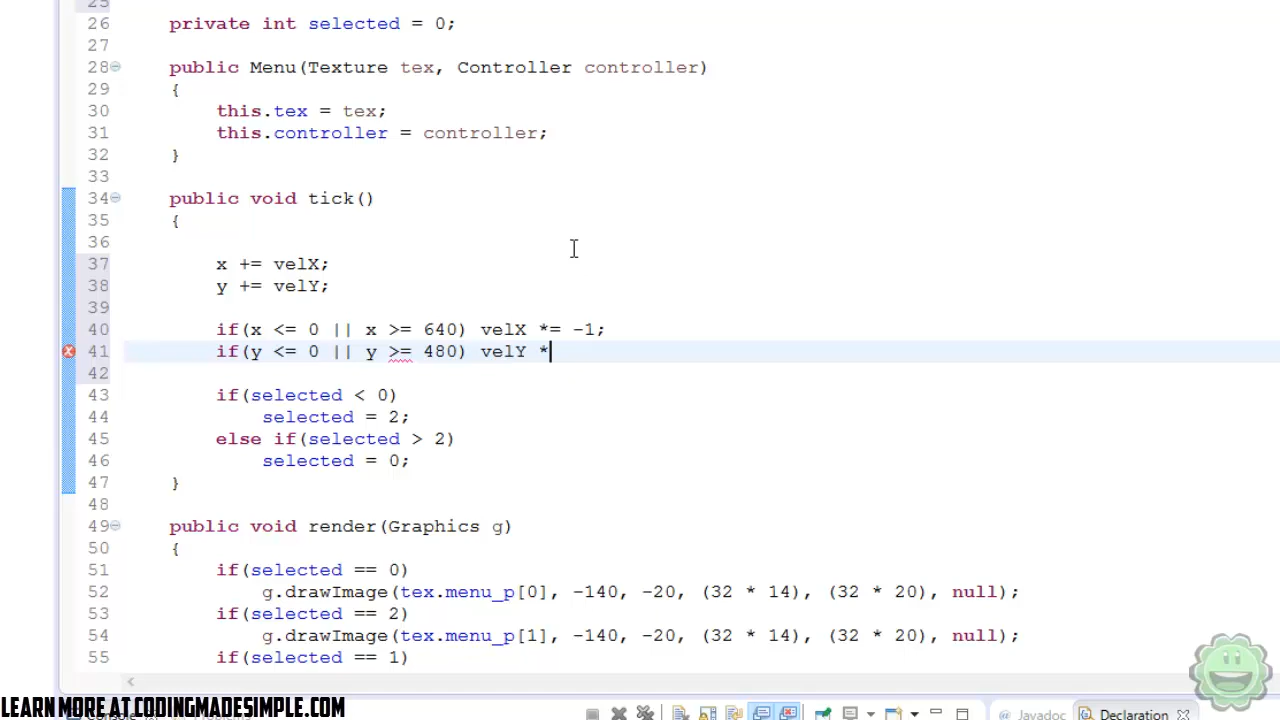 25
26 private int selected = 0;
27
28 public Menu(Texture tex, Controller controller)
29 {
30 this.tex = tex;
31 this.controller = controller;
32 }
33
34 public void tick()
35 {
36
37 x += velX;
38 y += velY;
39
40 if(x <= 0 || x >= 640) velX *= -1;
41 if(y <= 0 || y >= 480) velY *
42
43 if(selected < 0)
44 selected = 2;
45 else if(selected > 2)
46 selected = 0;
47 }
48
49 public void render(Graphics g)
50 {
51 if(selected == 0)
52 g.drawImage(tex.menu_p[0], -140, -20, (32 * 14), (32 * 20), null);
53 if(selected == 2)
54 g.drawImage(tex.menu_p[1], -140, -20, (32 * 14), (32 * 20), null);
55 if(selected == 1)
LEARN MORE AT CODINGMADESIMPLE.COM
Console Problems
@ Javadoc Declaration